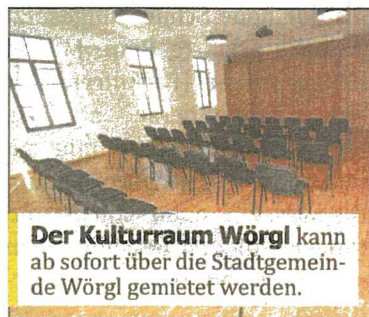 Der Kulturraum Wörgl kann
ab sofort über die Stadtgemein-
de Wörgl gemietet werden.